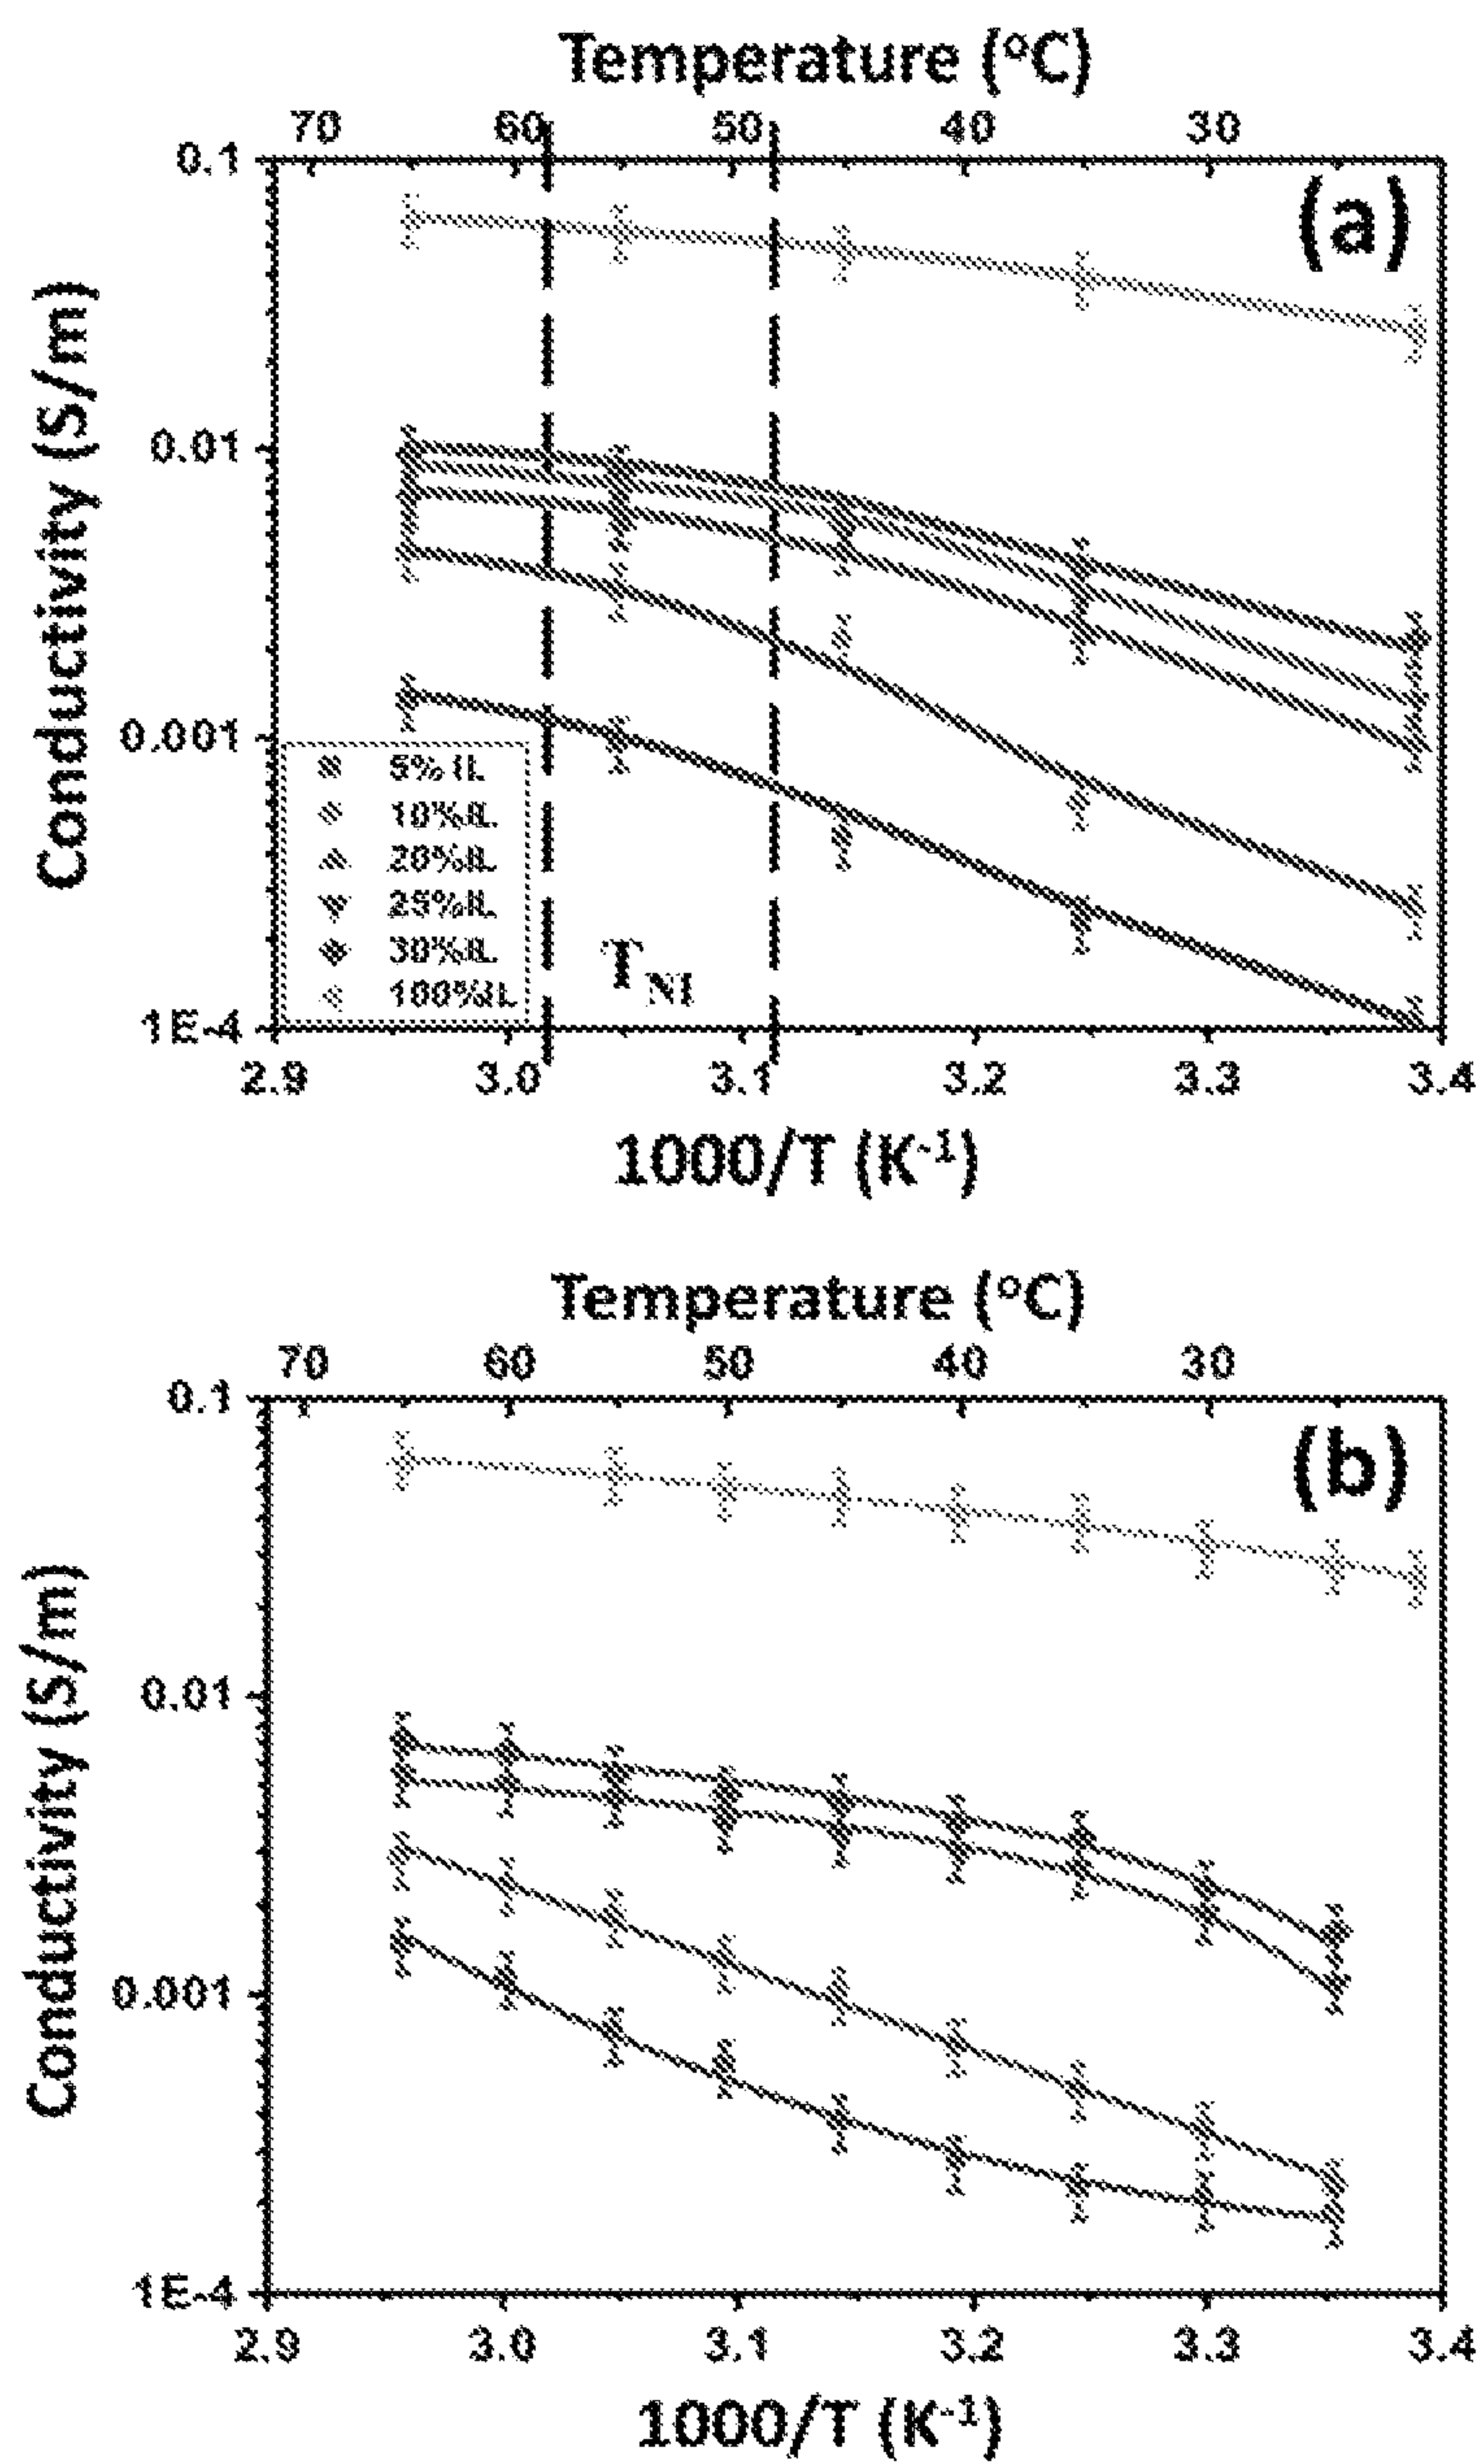 Temperature (°C)
70 60 50 40 30
0.1
(a)
Conductivity (S/m)
0.01
0.001
5% IL
10%IL
20%IL
25%IL
30%IL
100%IL
T_NI
1E-4
2.9 3.0 3.1 3.2 3.3 3.4
1000/T (K⁻¹)
Temperature (°C)
70 60 50 40 30
0.1
(b)
Conductivity (S/m)
0.01
0.001
1E-4
2.9 3.0 3.1 3.2 3.3 3.4
1000/T (K⁻¹)